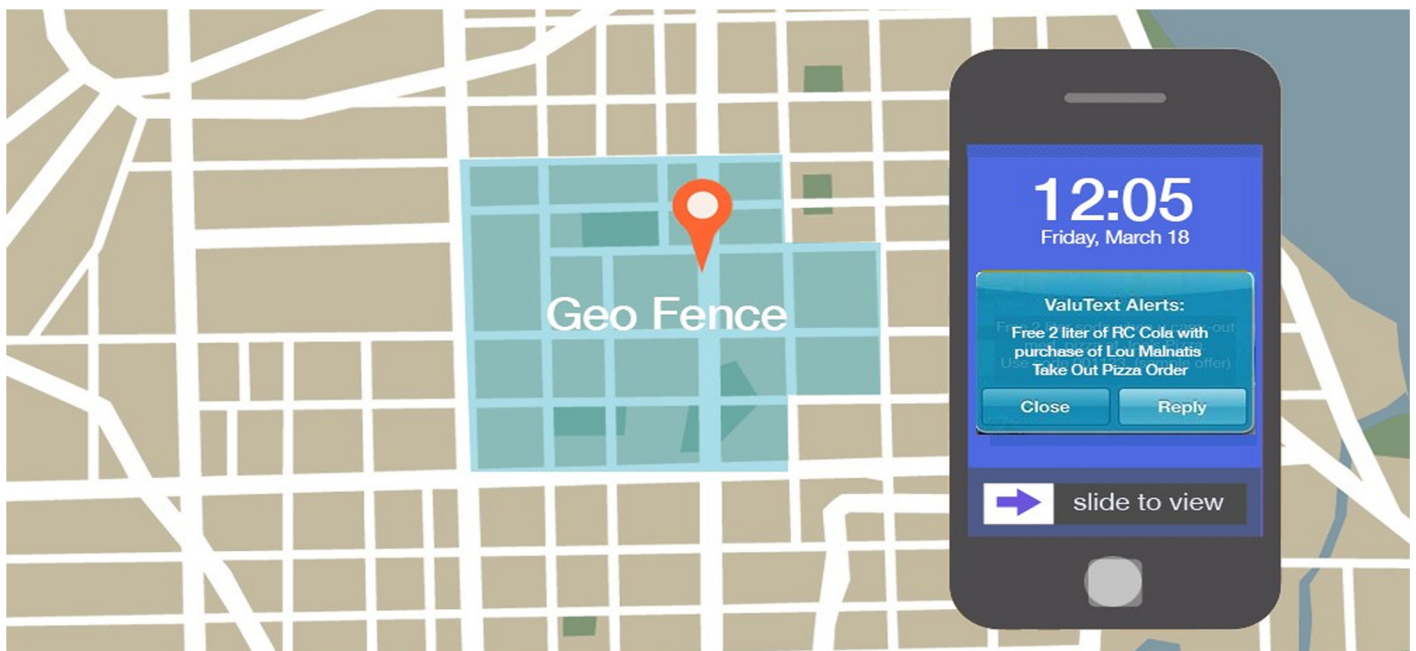 Geo Fence
12:05
Friday, March 18
ValuText Alerts:
Free 2 liter of RC Cola with
purchase of Lou Malnatis
Take Out Pizza Order
Close
Reply
slide to view